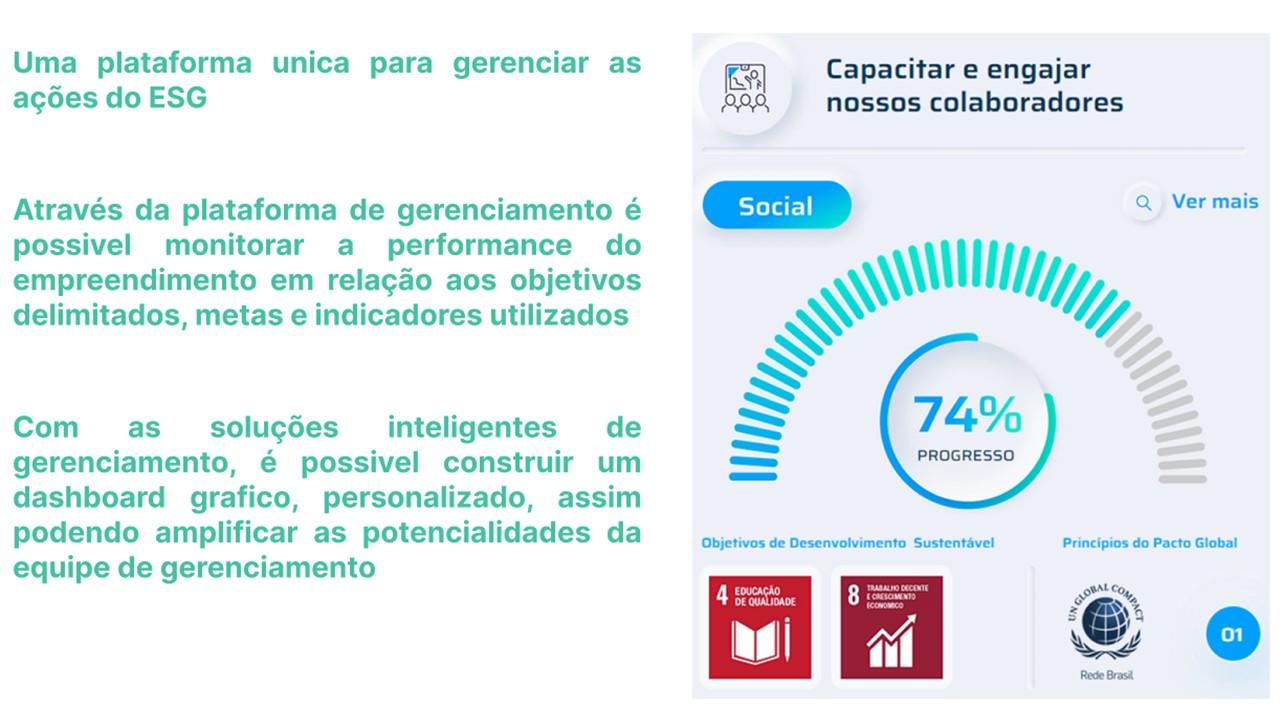 Uma plataforma unica para gerenciar as
ações do ESG
Através da plataforma de gerenciamento é
possivel monitorar a performance do
empreendimento em relação aos objetivos
delimitados, metas e indicadores utilizados
Com as soluções inteligentes de
gerenciamento, é possivel construir um
dashboard grafico, personalizado, assim
podendo amplificar as potencialidades da
equipe de gerenciamento
Capacitar e engajar
nossos colaboradores
Social
Ver mais
74%
PROGRESSO
Objetivos de Desenvolvimento Sustentável
4 EDUCAÇÃO
DE QUALIDADE
8 TRABALHO DECENTE
E CRESCIMENTO
ECONÔMICO
Princípios do Pacto Global
UN GLOBAL COMPACT
Rede Brasil
01